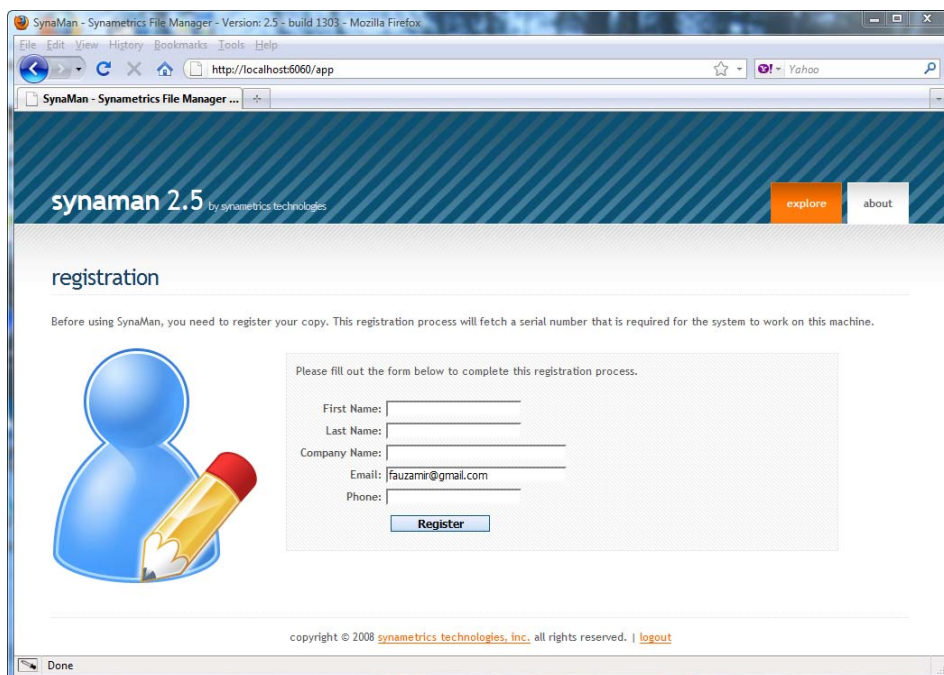 SynaMan - Synametrics File Manager - Version: 2.5 - build 1303 - Mozilla Firefox
File Edit View History Bookmarks Tools Help
http://localhost:6060/app
Yahoo
SynaMan - Synametrics File Manager ...
synaman 2.5 by synametrics technologies
explore about
registration
Before using SynaMan, you need to register your copy. This registration process will fetch a serial number that is required for the system to work on this machine.
Please fill out the form below to complete this registration process.
First Name:
Last Name:
Company Name:
Email: fauzamir@gmail.com
Phone:
Register
copyright © 2008 synametrics technologies, inc. all rights reserved. | logout
Done